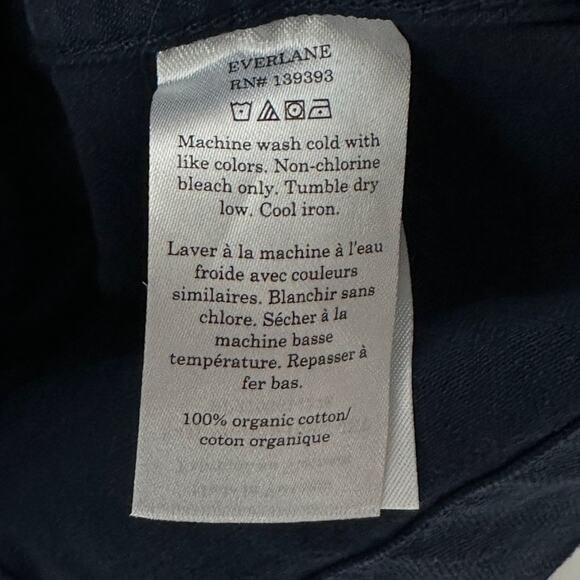 EVERLANE
RN# 139393
Machine wash cold with
like colors. Non-chlorine
bleach only. Tumble dry
low. Cool iron.
Laver à la machine à l'eau
froide avec couleurs
similaires. Blanchir sans
chlore. Sécher à la
machine basse
température. Repasser à
fer bas.
100% organic cotton/
coton organique